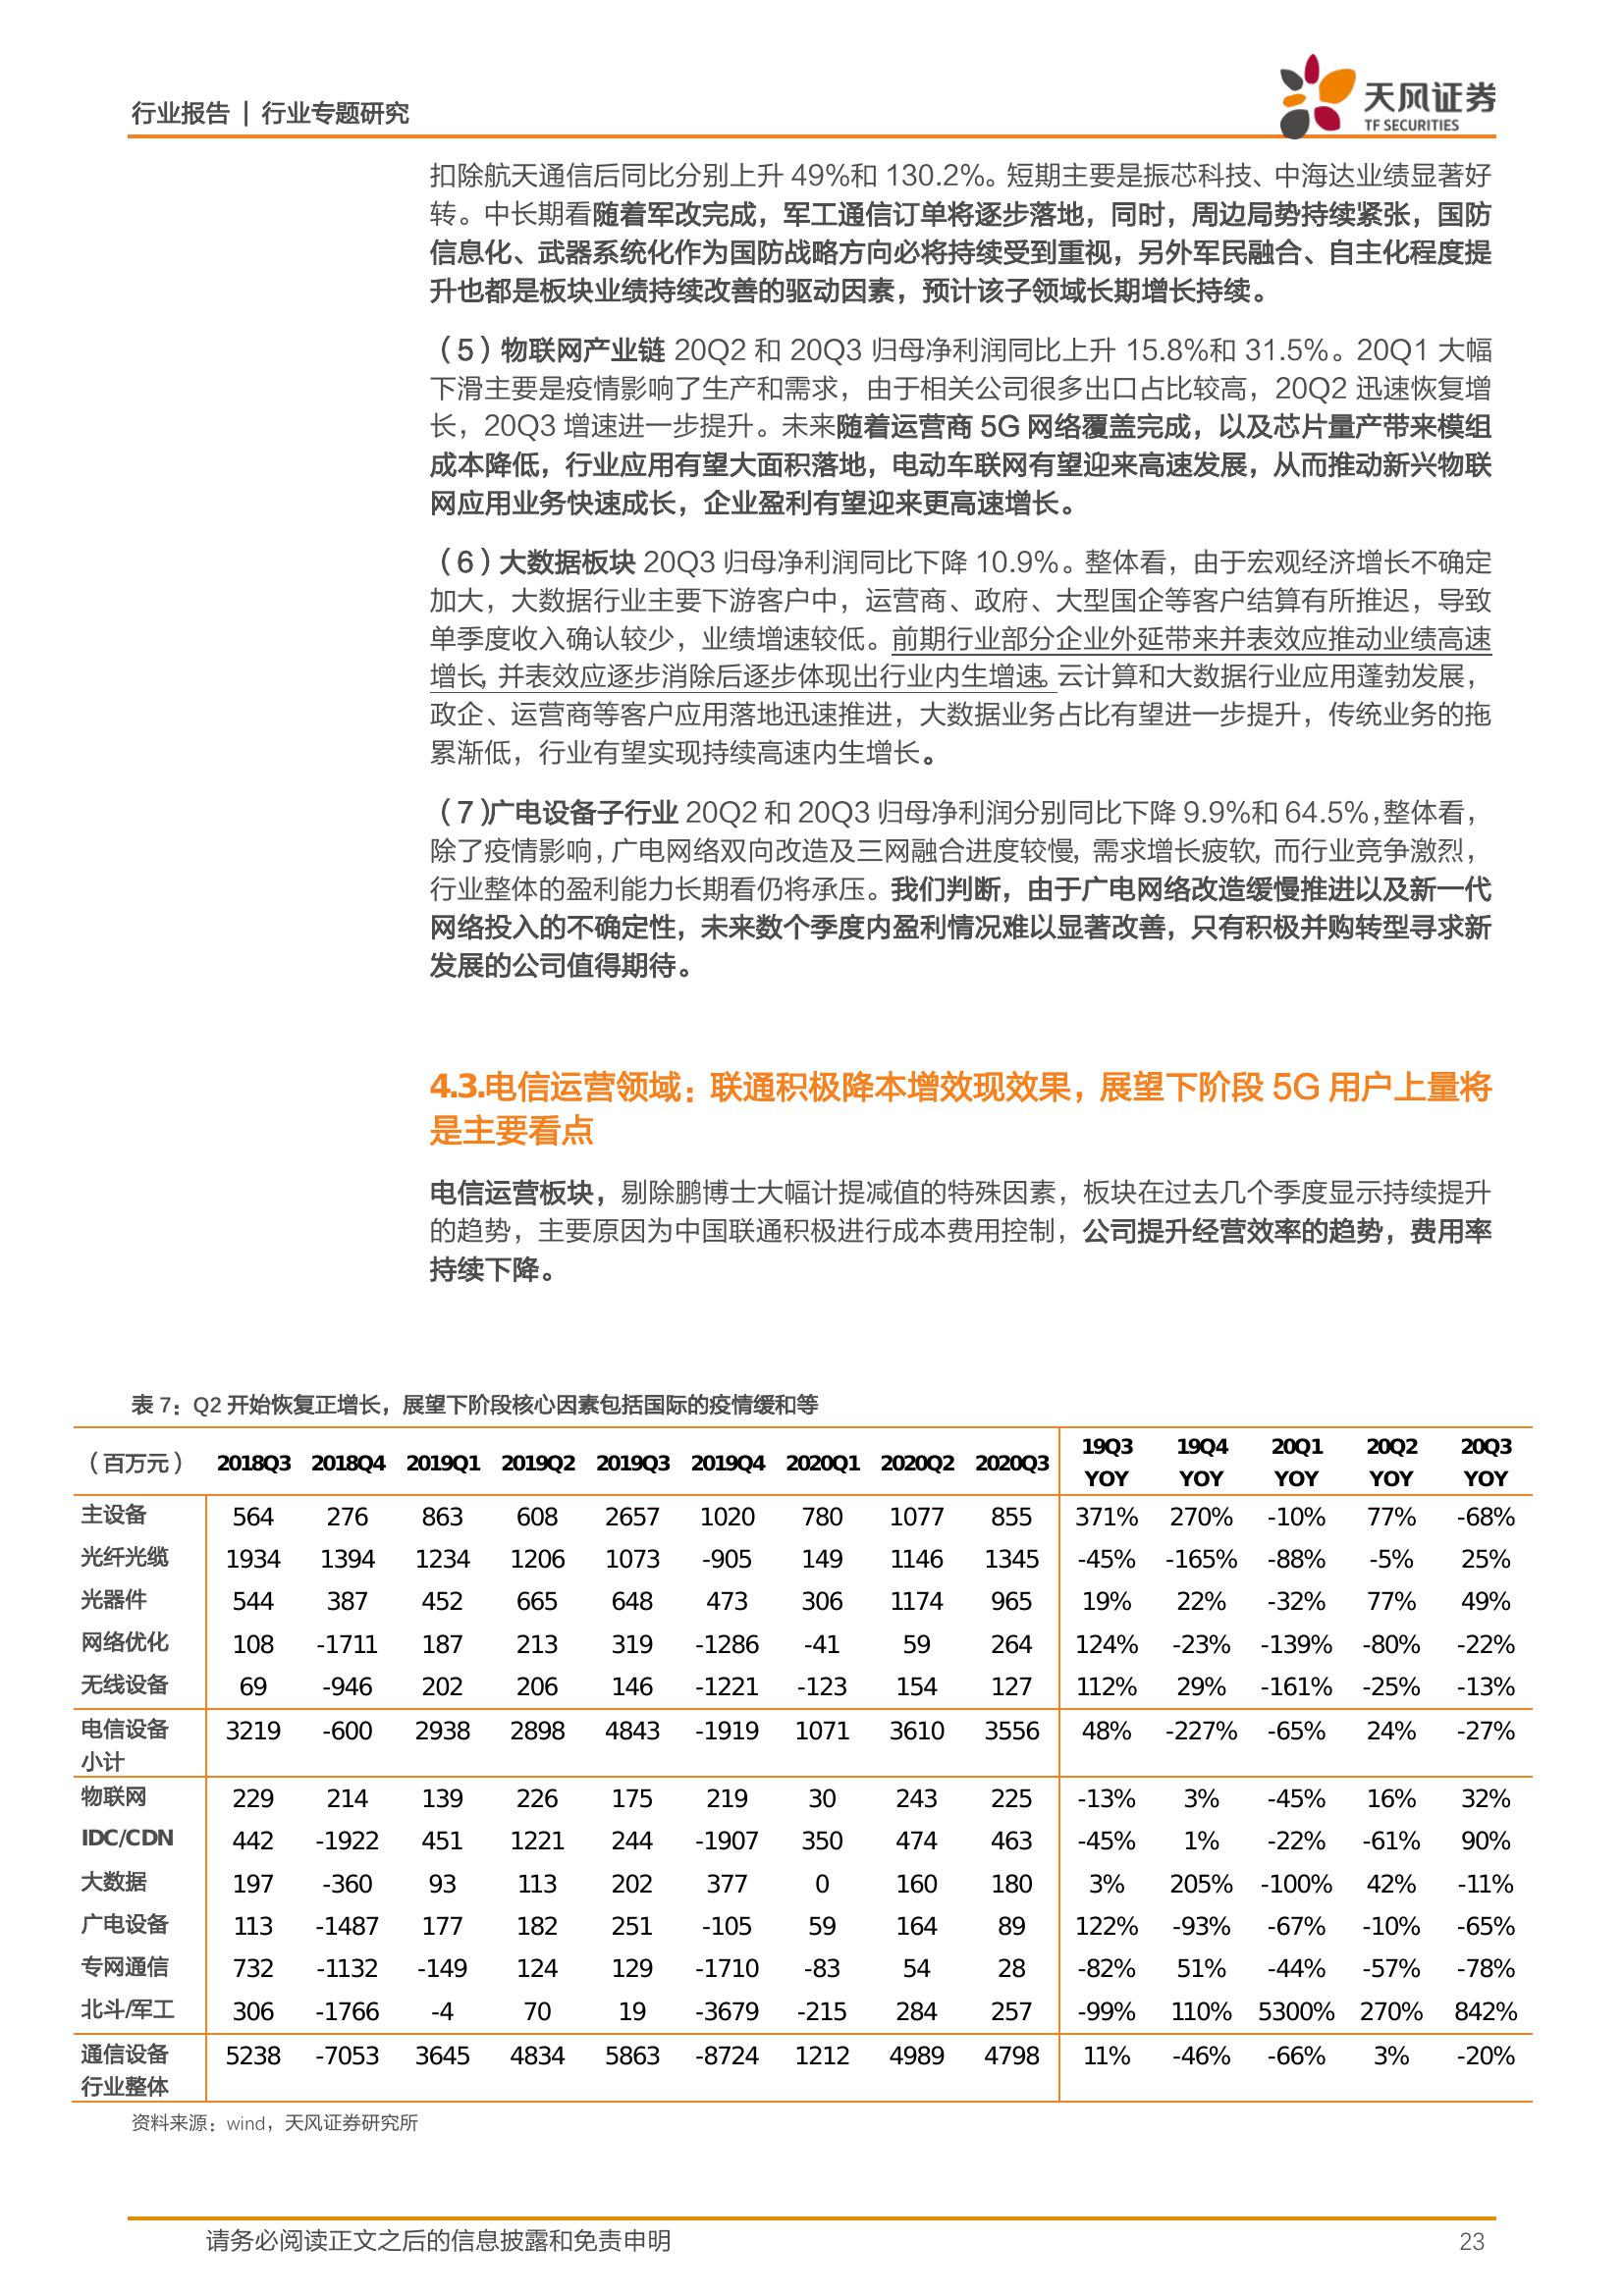 行业报告 | 行业专题研究
天风证券
TF SECURITIES
扣除航天通信后同比分别上升 49%和 130.2%。短期主要是振芯科技、中海达业绩显著好
转。中长期看随着军改完成，军工通信订单将逐步落地，同时，周边局势持续紧张，国防
信息化、武器系统化作为国防战略方向必将持续受到重视，另外军民融合、自主化程度提
升也都是板块业绩持续改善的驱动因素，预计该子领域长期增长持续。
（5）物联网产业链 20Q2 和 20Q3 归母净利润同比上升 15.8%和 31.5%。20Q1 大幅
下滑主要是疫情影响了生产和需求，由于相关公司很多出口占比较高，20Q2 迅速恢复增
长，20Q3 增速进一步提升。未来随着运营商 5G 网络覆盖完成，以及芯片量产带来模组
成本降低，行业应用有望大面积落地，电动车联网有望迎来高速发展，从而推动新兴物联
网应用业务快速成长，企业盈利有望迎来更高速增长。
（6）大数据板块 20Q3 归母净利润同比下降 10.9%。整体看，由于宏观经济增长不确定
加大，大数据行业主要下游客户中，运营商、政府、大型国企等客户结算有所推迟，导致
单季度收入确认较少，业绩增速较低。前期行业部分企业外延带来并表效应推动业绩高速
增长，并表效应逐步消除后逐步体现出行业内生增速。云计算和大数据行业应用蓬勃发展，
政企、运营商等客户应用落地迅速推进，大数据业务占比有望进一步提升，传统业务的拖
累渐低，行业有望实现持续高速内生增长。
（7）广电设备子行业 20Q2 和 20Q3 归母净利润分别同比下降 9.9%和 64.5%，整体看，
除了疫情影响，广电网络双向改造及三网融合进度较慢，需求增长疲软，而行业竞争激烈，
行业整体的盈利能力长期看仍将承压。我们判断，由于广电网络改造缓慢推进以及新一代
网络投入的不确定性，未来数个季度内盈利情况难以显著改善，只有积极并购转型寻求新
发展的公司值得期待。
4.3.电信运营领域：联通积极降本增效现效果，展望下阶段 5G 用户上量将
是主要看点
电信运营板块，剔除鹏博士大幅计提减值的特殊因素，板块在过去几个季度显示持续提升
的趋势，主要原因为中国联通积极进行成本费用控制，公司提升经营效率的趋势，费用率
持续下降。
表 7：Q2 开始恢复正增长，展望下阶段核心因素包括国际的疫情缓和等
（百万元） 2018Q3 2018Q4 2019Q1 2019Q2 2019Q3 2019Q4 2020Q1 2020Q2 2020Q3 19Q3 YOY 19Q4 YOY 20Q1 YOY 20Q2 YOY 20Q3 YOY
主设备 564 276 863 608 2657 1020 780 1077 855 371% 270% -10% 77% -68%
光纤光缆 1934 1394 1234 1206 1073 -905 149 1146 1345 -45% -165% -88% -5% 25%
光器件 544 387 452 665 648 473 306 1174 965 19% 22% -32% 77% 49%
网络优化 108 -1711 187 213 319 -1286 -41 59 264 124% -23% -139% -80% -22%
无线设备 69 -946 202 206 146 -1221 -123 154 127 112% 29% -161% -25% -13%
电信设备小计 3219 -600 2938 2898 4843 -1919 1071 3610 3556 48% -227% -65% 24% -27%
物联网 229 214 139 226 175 219 30 243 225 -13% 3% -45% 16% 32%
IDC/CDN 442 -1922 451 1221 244 -1907 350 474 463 -45% 1% -22% -61% 90%
大数据 197 -360 93 113 202 377 0 160 180 3% 205% -100% 42% -11%
广电设备 113 -1487 177 182 251 -105 59 164 89 122% -93% -67% -10% -65%
专网通信 732 -1132 -149 124 129 -1710 -83 54 28 -82% 51% -44% -57% -78%
北斗/军工 306 -1766 -4 70 19 -3679 -215 284 257 -99% 110% 5300% 270% 842%
通信设备行业整体 5238 -7053 3645 4834 5863 -8724 1212 4989 4798 11% -46% -66% 3% -20%
资料来源：wind，天风证券研究所
请务必阅读正文之后的信息披露和免责申明 23